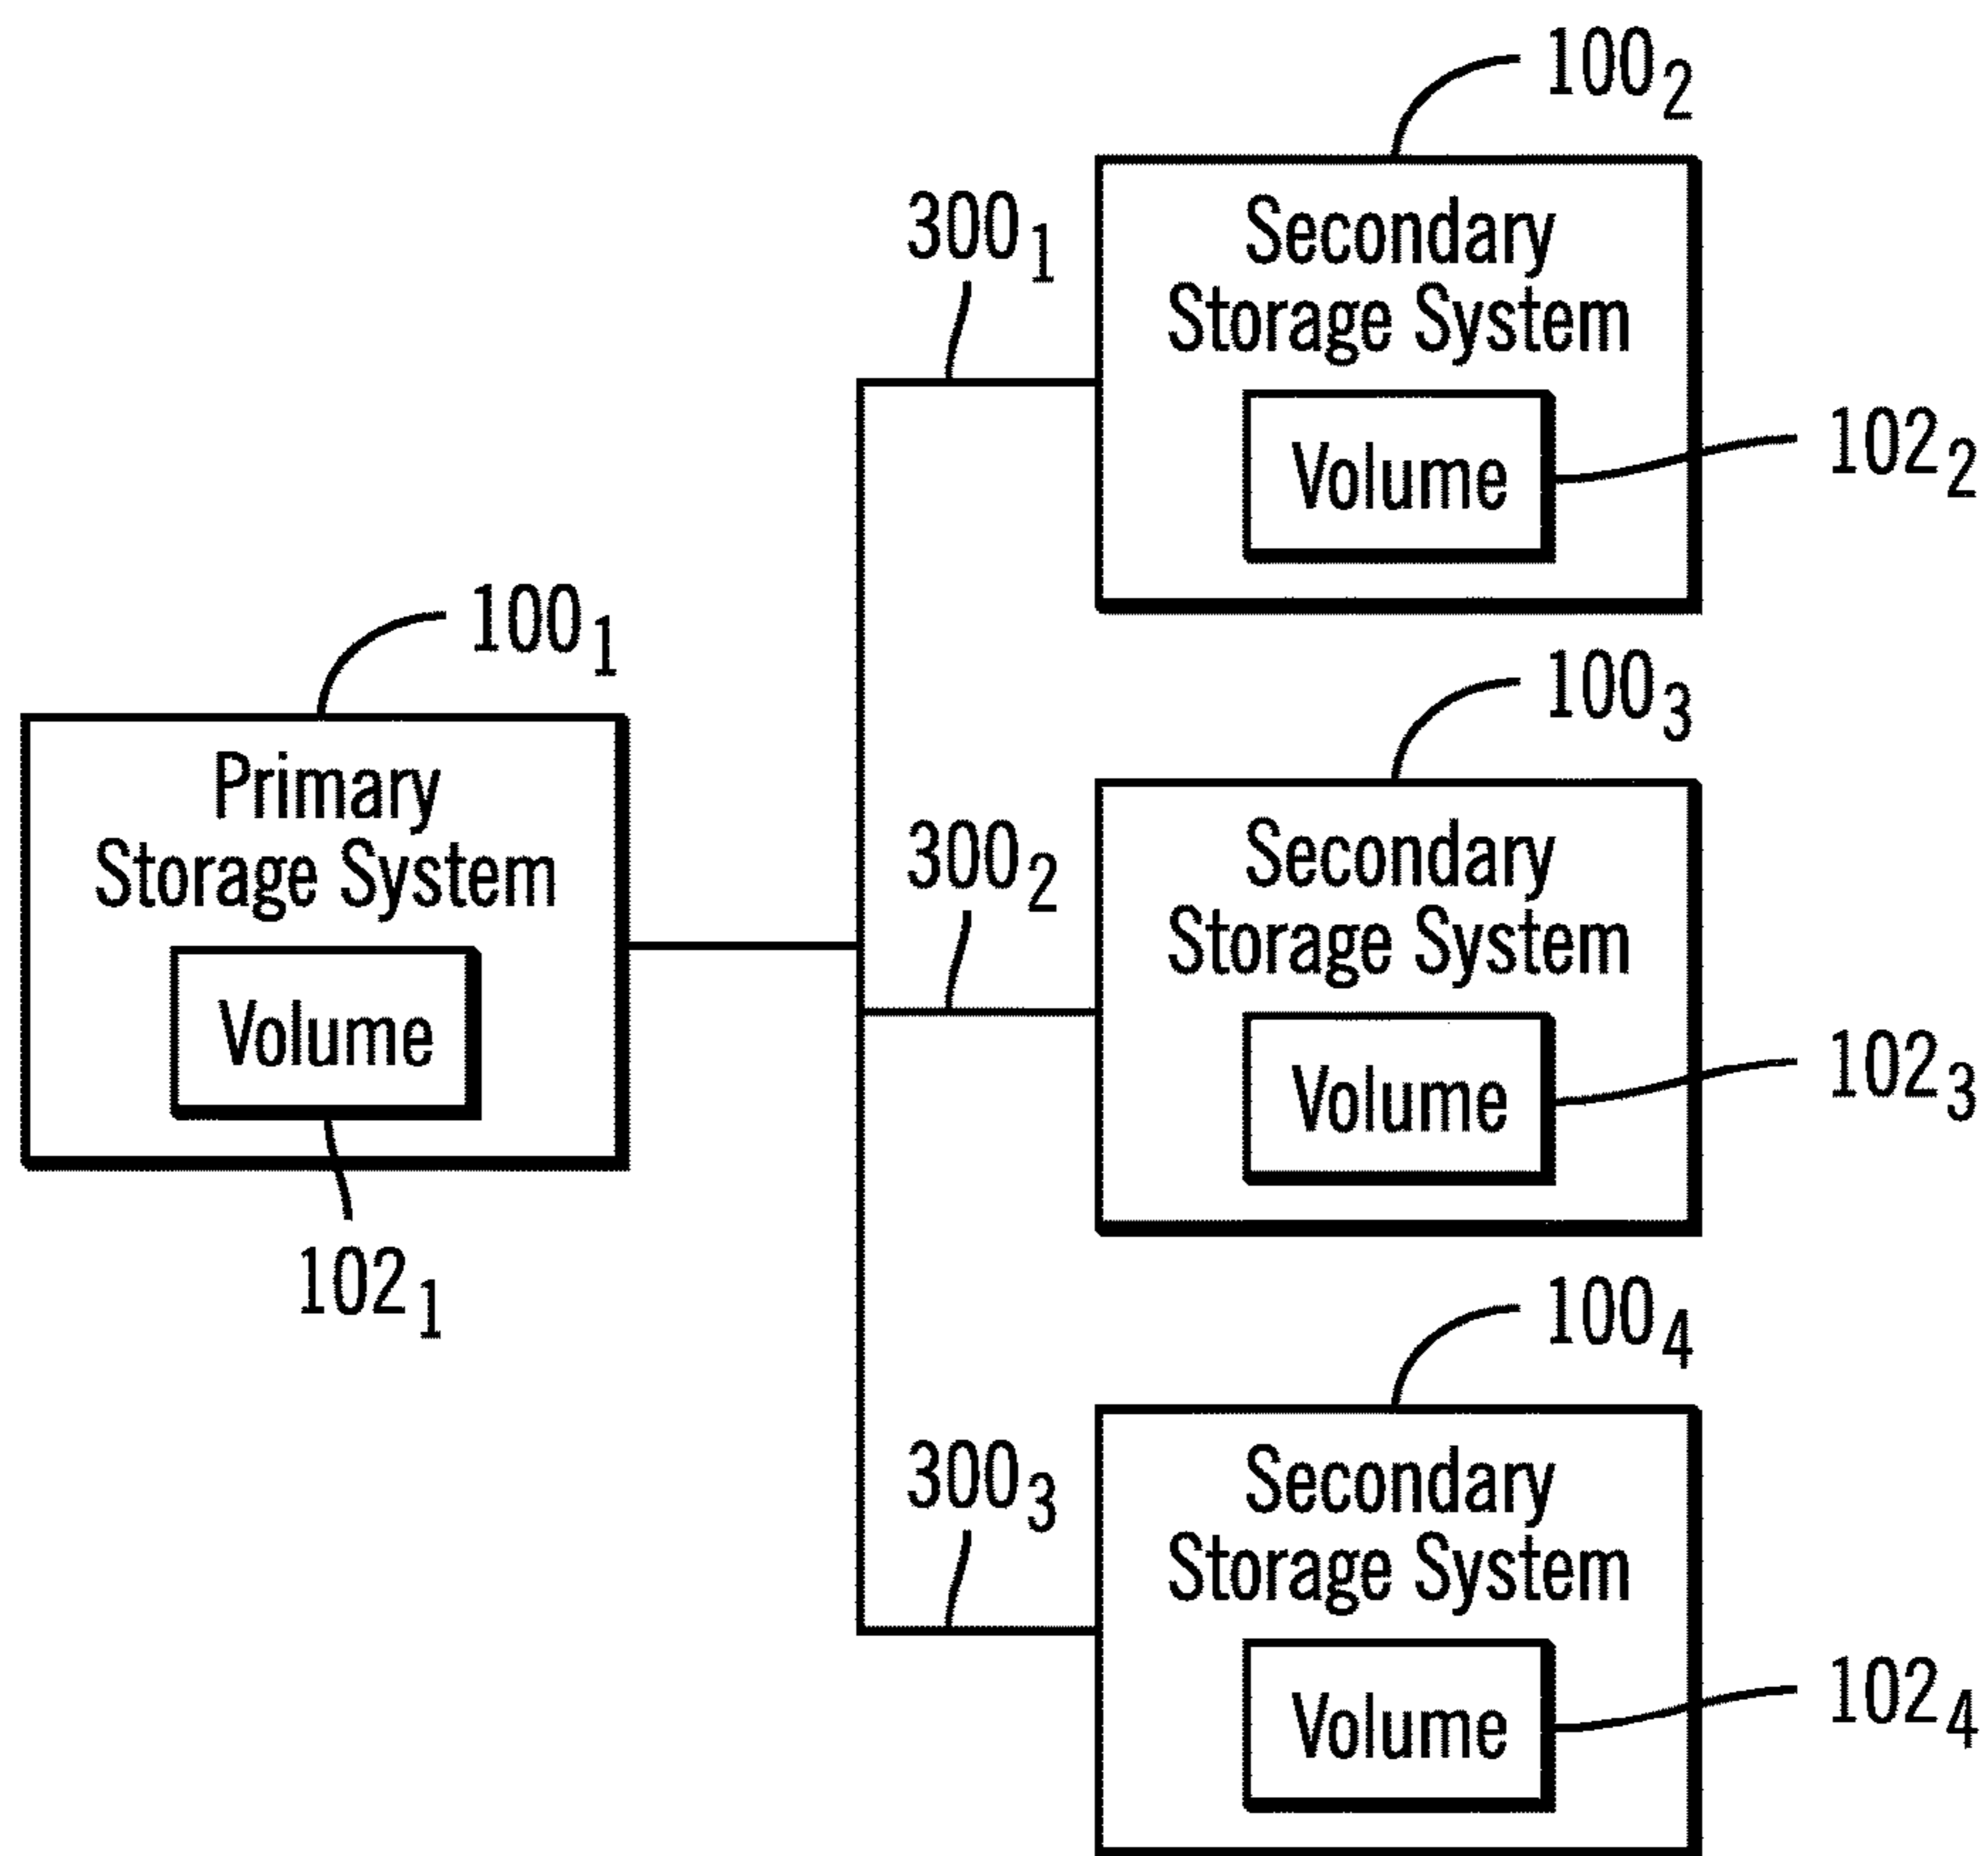 100₂
300₁
Secondary
Storage System
Volume
102₂
100₁
Primary
Storage System
Volume
102₁
100₃
300₂
Secondary
Storage System
Volume
102₃
100₄
300₃
Secondary
Storage System
Volume
102₄